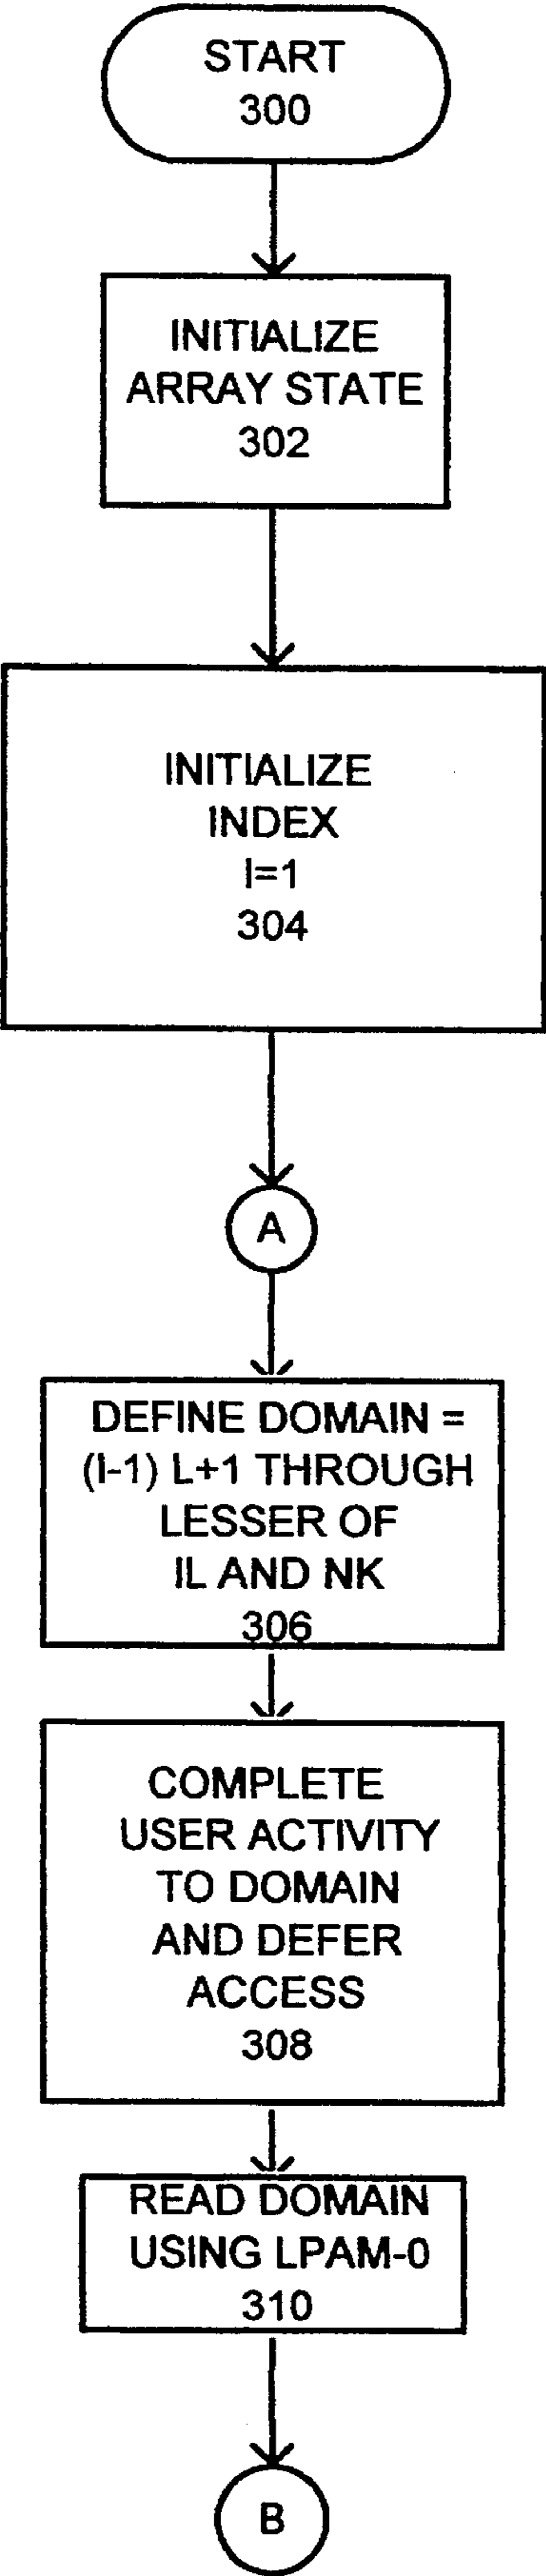 START
300
INITIALIZE
ARRAY STATE
302
INITIALIZE
INDEX
I=1
304
A
DEFINE DOMAIN =
(I-1) L+1 THROUGH
LESSER OF
IL AND NK
306
COMPLETE
USER ACTIVITY
TO DOMAIN
AND DEFER
ACCESS
308
READ DOMAIN
USING LPAM-0
310
B